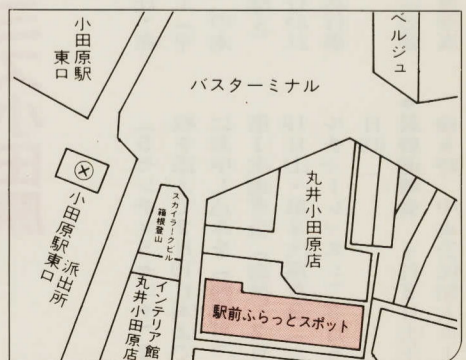 小田原駅
東口
ベルジュ
バスターミナル
小田原駅東口
派出所
スカイラークビル
箱根登山
丸井小田原店
インテリア館
丸井小田原店
駅前ふらっとスポット